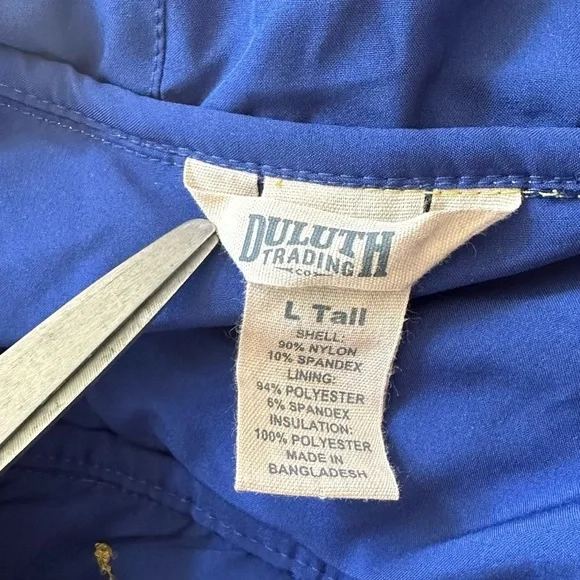 DULUTH
TRADING
CO
L Tall
SHELL:
90% NYLON
10% SPANDEX
LINING:
94% POLYESTER
6% SPANDEX
INSULATION:
100% POLYESTER
MADE IN
BANGLADESH